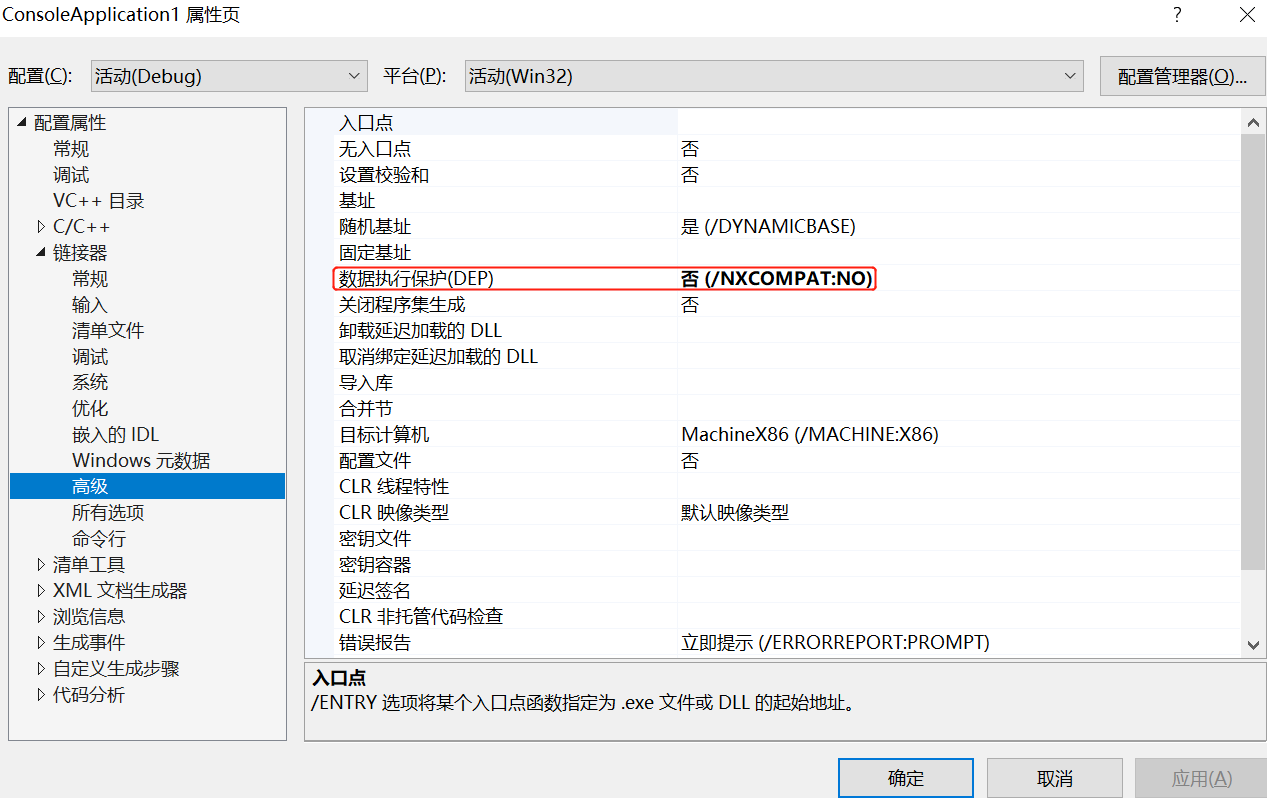 ConsoleApplication1 属性页
?
配置(C): 活动(Debug) 平台(P): 活动(Win32) 配置管理器(O)...
配置属性
常规
调试
VC++ 目录
C/C++
链接器
常规
输入
清单文件
调试
系统
优化
嵌入的 IDL
Windows 元数据
高级
所有选项
命令行
清单工具
XML 文档生成器
浏览信息
生成事件
自定义生成步骤
代码分析
入口点
无入口点 否
设置校验和 否
基址
随机基址 是 (/DYNAMICBASE)
固定基址
数据执行保护(DEP) 否 (/NXCOMPAT:NO)
关闭程序集生成 否
卸载延迟加载的 DLL
取消绑定延迟加载的 DLL
导入库
合并节
目标计算机 MachineX86 (/MACHINE:X86)
配置文件 否
CLR 线程特性
CLR 映像类型 默认映像类型
密钥文件
密钥容器
延迟签名
CLR 非托管代码检查
错误报告 立即提示 (/ERRORREPORT:PROMPT)
入口点
/ENTRY 选项将某个入口点函数指定为 .exe 文件或 DLL 的起始地址。
确定 取消 应用(A)